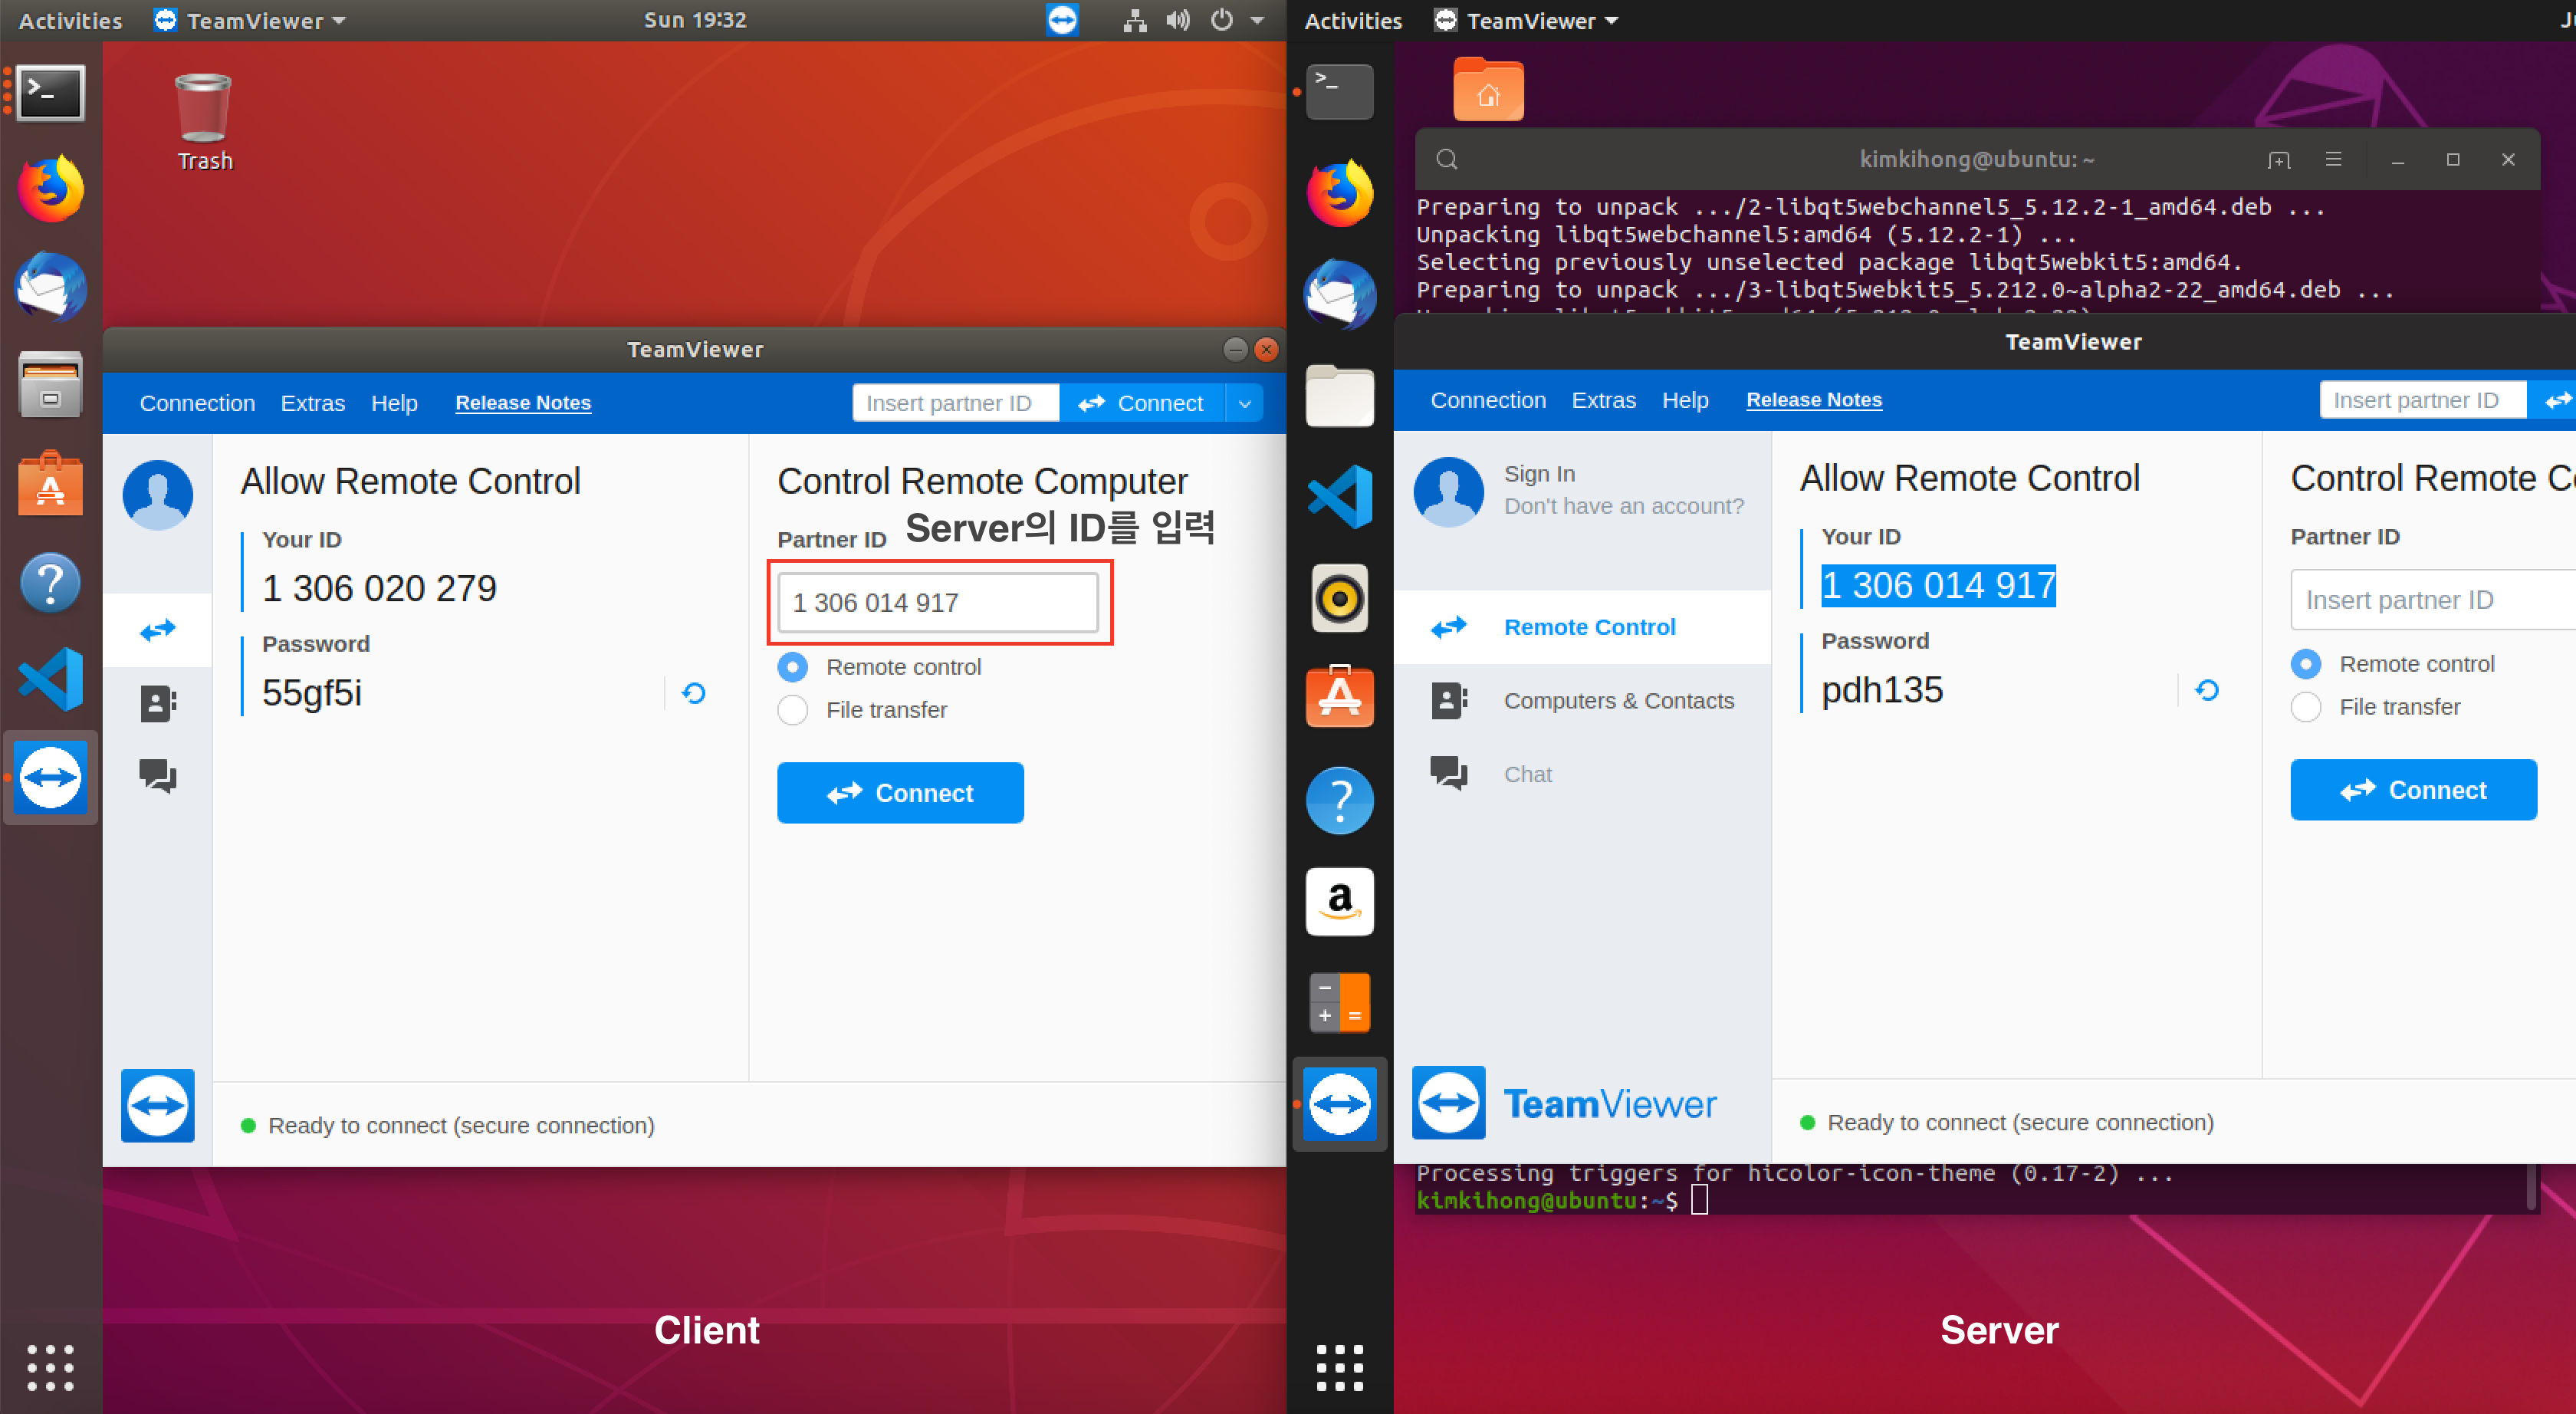 Activities
TeamViewer
Sun 19:32
Trash
TeamViewer
Connection Extras Help Release Notes
Insert partner ID
Connect
Allow Remote Control
Your ID
1 306 020 279
Password
55gf5i
Control Remote Computer
Partner ID
Server의 ID를 입력
1 306 014 917
Remote control
File transfer
Connect
Ready to connect (secure connection)
Client
Activities
TeamViewer
kimkihong@ubuntu: ~
Preparing to unpack .../2-libqt5webchannel5_5.12.2-1_amd64.deb ...
Unpacking libqt5webchannel5:amd64 (5.12.2-1) ...
Selecting previously unselected package libqt5webkit5:amd64.
Preparing to unpack .../3-libqt5webkit5_5.212.0~alpha2-22_amd64.deb ...
TeamViewer
Connection Extras Help Release Notes
Insert partner ID
Sign In
Don't have an account?
Remote Control
Computers & Contacts
Chat
TeamViewer
Allow Remote Control
Your ID
1 306 014 917
Password
pdh135
Control Remote
Partner ID
Insert partner ID
Remote control
File transfer
Connect
Ready to connect (secure connection)
Processing triggers for hicolor-icon-theme (0.17-2) ...
kimkihong@ubuntu:~$
Server